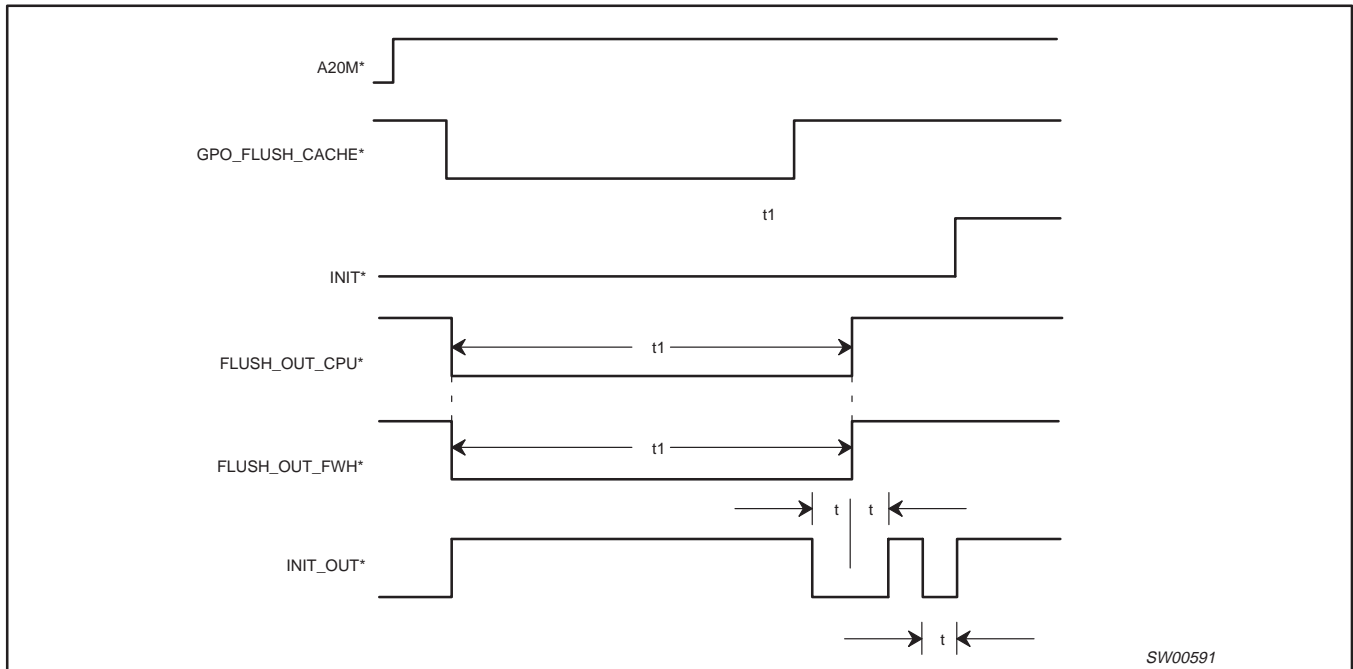 A20M*
GPO_FLUSH_CACHE*
t1
INIT*
t1
FLUSH_OUT_CPU*
t1
FLUSH_OUT_FWH*
t t
INIT_OUT*
t
SW00591